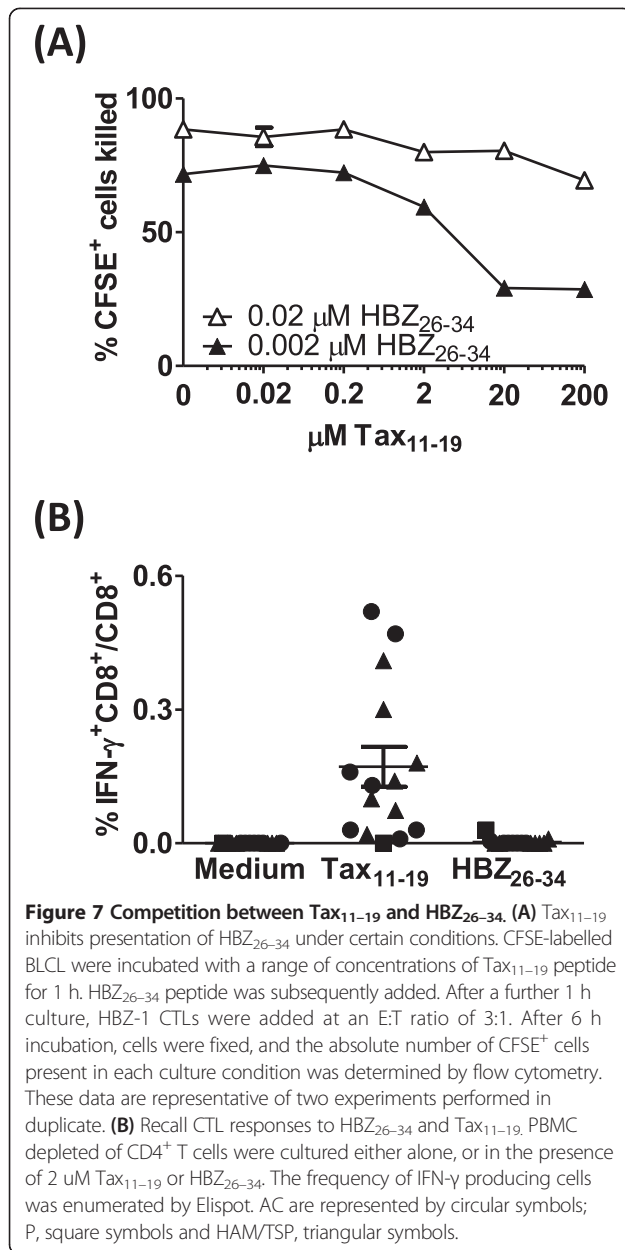 (A)
% CFSE⁺ cells killed
100
50
0
0.02 μM HBZ₂₆₋₃₄
0.002 μM HBZ₂₆₋₃₄
0 0.02 0.2 2 20 200
μM Tax₁₁₋₁₉
(B)
% IFN-γ⁺CD8⁺/CD8⁺
0.6
0.3
0.0
Medium Tax₁₁₋₁₉ HBZ₂₆₋₃₄
Figure 7 Competition between Tax₁₁₋₁₉ and HBZ₂₆₋₃₄. (A) Tax₁₁₋₁₉
inhibits presentation of HBZ₂₆₋₃₄ under certain conditions. CFSE-labelled
BLCL were incubated with a range of concentrations of Tax₁₁₋₁₉ peptide
for 1 h. HBZ₂₆₋₃₄ peptide was subsequently added. After a further 1 h
culture, HBZ-1 CTLs were added at an E:T ratio of 3:1. After 6 h
incubation, cells were fixed, and the absolute number of CFSE⁺ cells
present in each culture condition was determined by flow cytometry.
These data are representative of two experiments performed in
duplicate. (B) Recall CTL responses to HBZ₂₆₋₃₄ and Tax₁₁₋₁₉. PBMC
depleted of CD4⁺ T cells were cultured either alone, or in the presence
of 2 uM Tax₁₁₋₁₉ or HBZ₂₆₋₃₄. The frequency of IFN-γ producing cells
was enumerated by Elispot. AC are represented by circular symbols;
P, square symbols and HAM/TSP, triangular symbols.